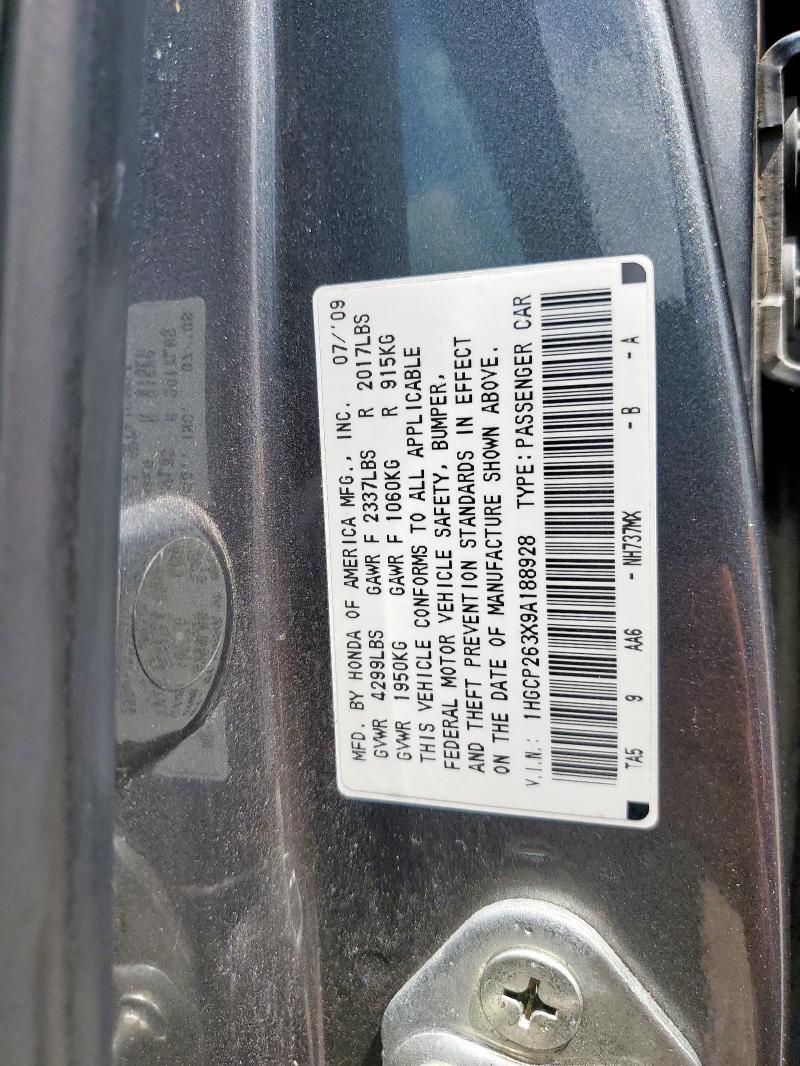 MFD. BY HONDA OF AMERICA MFG., INC. 07/'09
GVWR 4299LBS GAWR F 2337LBS R 2017LBS
GVWR 1950KG GAWR F 1060KG R 915KG
THIS VEHICLE CONFORMS TO ALL APPLICABLE
FEDERAL MOTOR VEHICLE SAFETY, BUMPER,
AND THEFT PREVENTION STANDARDS IN EFFECT
ON THE DATE OF MANUFACTURE SHOWN ABOVE.
V.I.N.: 1HGCP263X9A188928 TYPE: PASSENGER CAR
TA5 9 AA6 - NH737MX - B - A